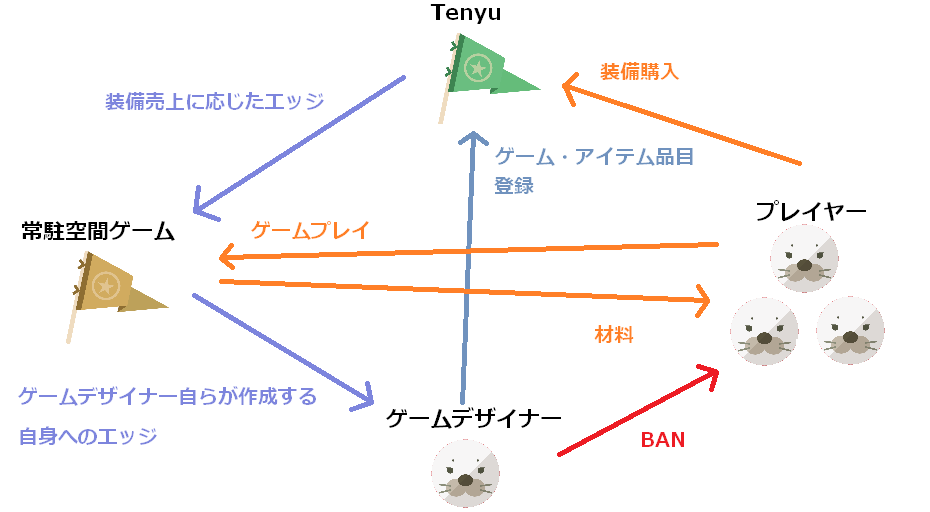 Tenyu
装備購入
装備売上に応じたエッジ
ゲーム・アイテム品目
登録
プレイヤー
常駐空間ゲーム
ゲームプレイ
材料
ゲームデザイナー自らが作成する
自身へのエッジ
ゲームデザイナー
BAN